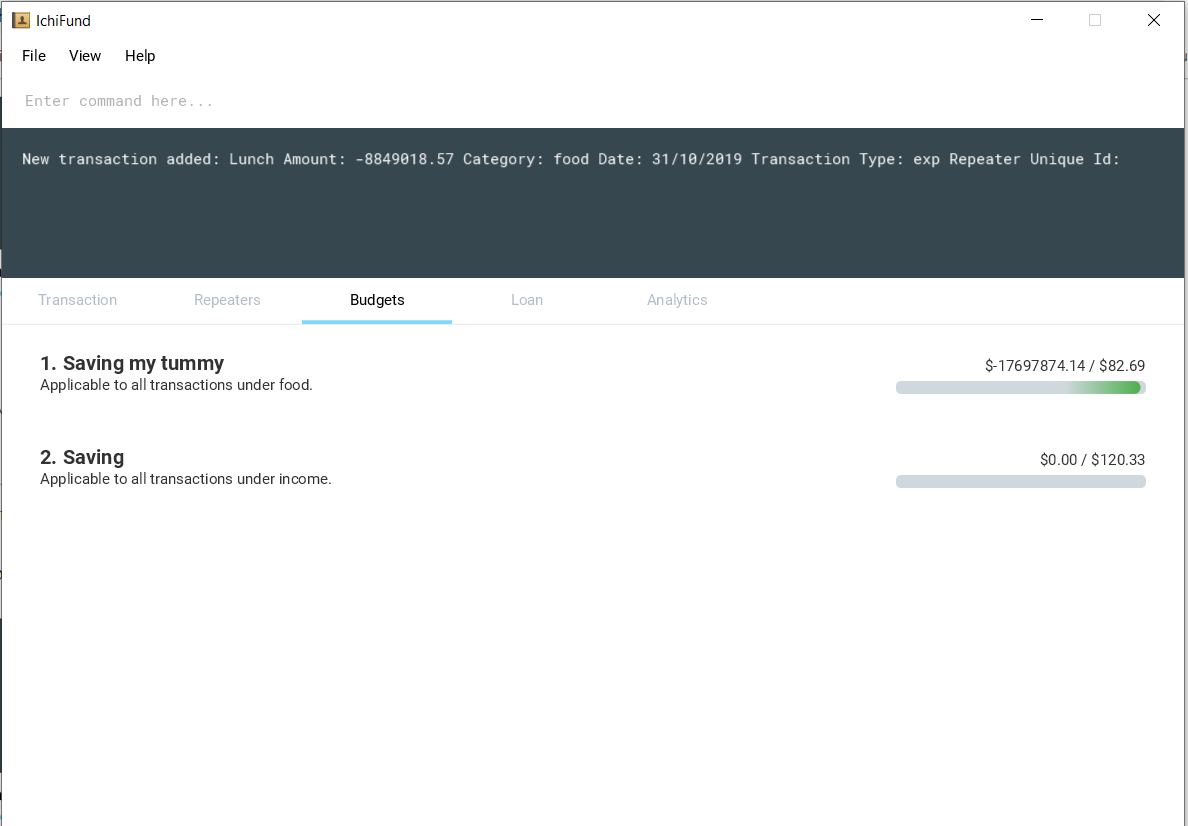 IchiFund
File View Help
Enter command here...
New transaction added: Lunch Amount: -8849018.57 Category: food Date: 31/10/2019 Transaction Type: exp Repeater Unique Id:
Transaction Repeaters Budgets Loan Analytics
1. Saving my tummy
$-17697874.14 / $82.69
Applicable to all transactions under food.
2. Saving
$0.00 / $120.33
Applicable to all transactions under income.